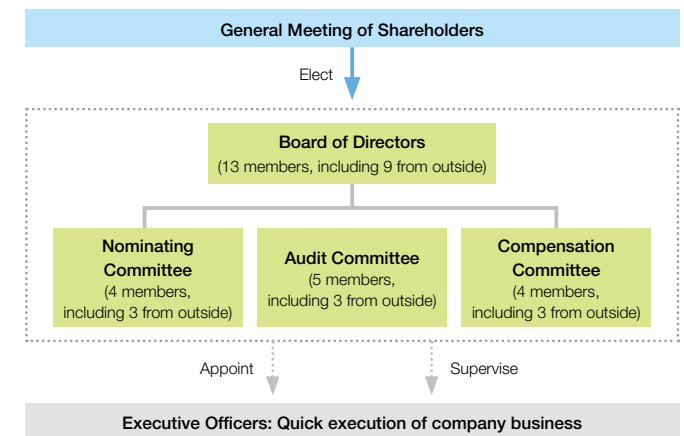 General Meeting of Shareholders
Elect
Board of Directors
(13 members, including 9 from outside)
Nominating
Committee
(4 members,
including 3 from outside)
Audit Committee
(5 members,
including 3 from outside)
Compensation
Committee
(4 members,
including 3 from outside)
Appoint
Supervise
Executive Officers: Quick execution of company business